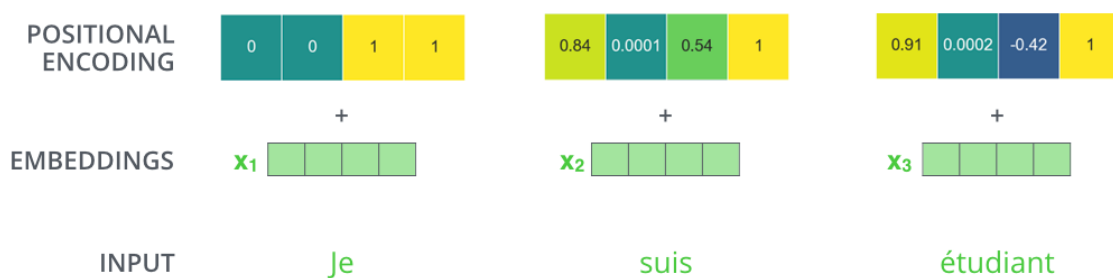 POSITIONAL
ENCODING
0 0 1 1
0.84 0.0001 0.54 1
0.91 0.0002 -0.42 1
+ + +
EMBEDDINGS
x1
x2
x3
INPUT
Je
suis
étudiant